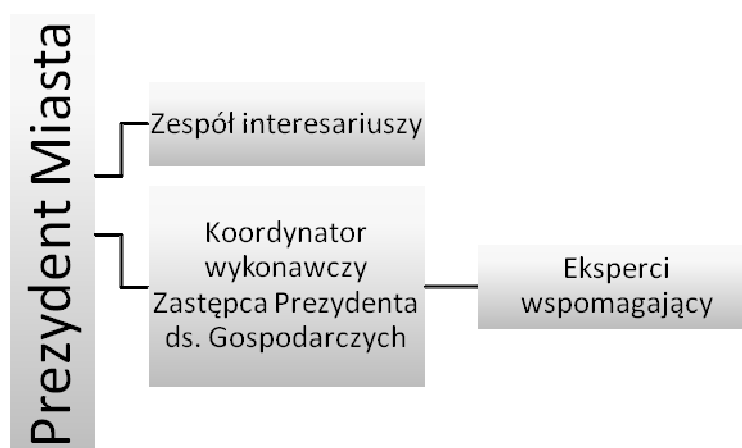 Prezydent Miasta
Zespół interesariuszy
Koordynator
wykonawczy
Zastępca Prezydenta
ds. Gospodarczych
Eksperci
wspomagający